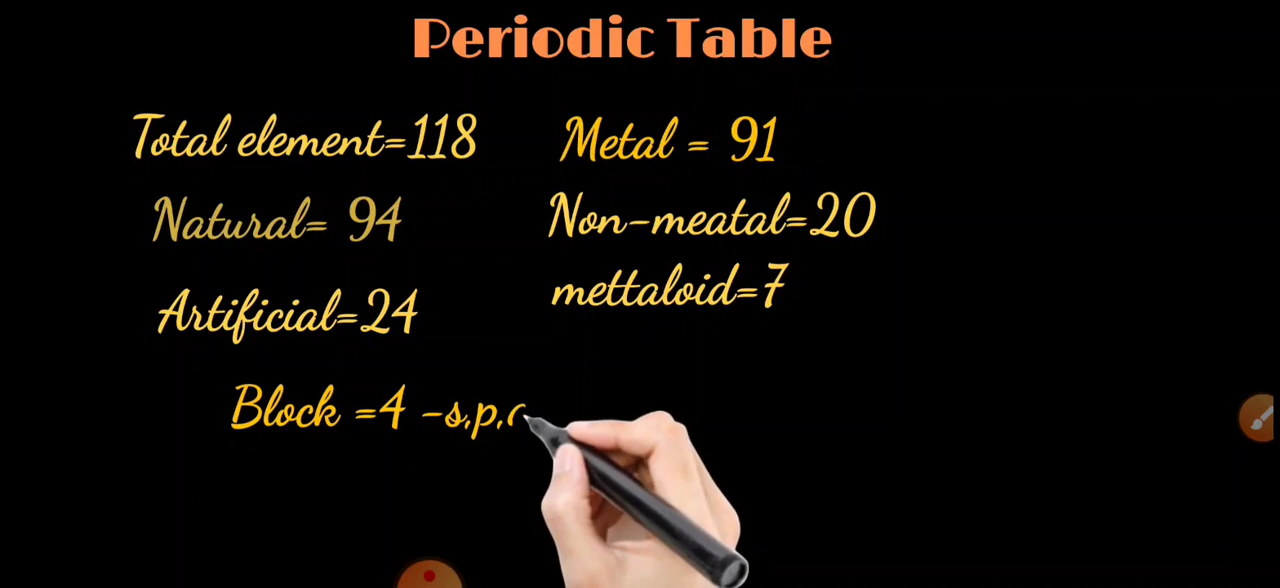 Periodic Table
Total element=118
Metal = 91
Natural= 94
Non-meatal=20
mettaloid=7
Artificial=24
Block =4 -s,p,